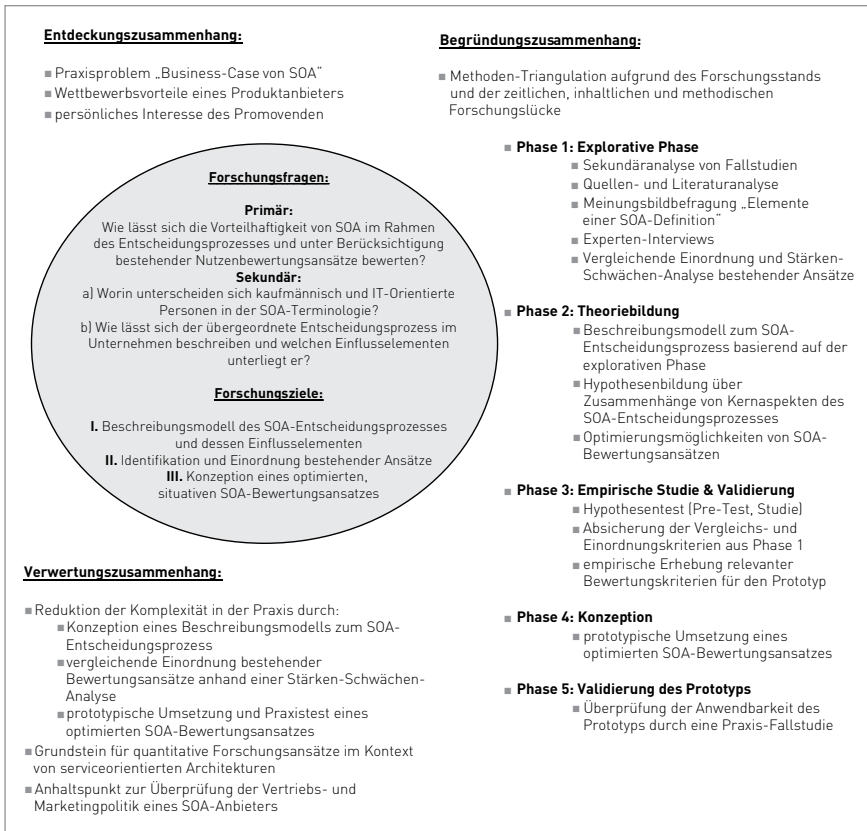 Entdeckungszusammenhang:
■ Praxisproblem „Business-Case von SOA“
■ Wettbewerbsvorteile eines Produktanbieters
■ persönliches Interesse des Promovenden
Forschungsfragen:
Primär:
Wie lässt sich die Vorteilhaftigkeit von SOA im Rahmen
des Entscheidungsprozesses und unter Berücksichtigung
bestehender Nutzenbewertungsansätze bewerten?
Sekundär:
a) Worin unterscheiden sich kaufmännisch und IT-Orientierte
Personen in der SOA-Terminologie?
b) Wie lässt sich der übergeordnete Entscheidungsprozess im
Unternehmen beschreiben und welchen Einflusselementen
unterliegt er?
Forschungsziele:
I. Beschreibungsmodell des SOA-Entscheidungsprozesses
und dessen Einflusselementen
II. Identifikation und Einordnung bestehender Ansätze
III. Konzeption eines optimierten,
situativen SOA-Bewertungsansatzes
Verwertungszusammenhang:
■ Reduktion der Komplexität in der Praxis durch:
■ Konzeption eines Beschreibungsmodells zum SOA-
Entscheidungsprozess
■ vergleichende Einordnung bestehender
Bewertungsansätze anhand einer Stärken-Schwächen-
Analyse
■ prototypische Umsetzung und Praxistest eines
optimierten SOA-Bewertungsansatzes
■ Grundstein für quantitative Forschungsansätze im Kontext
von serviceorientierten Architekturen
■ Anhaltspunkt zur Überprüfung der Vertriebs- und
Marketingpolitik eines SOA-Anbieters
Begründungszusammenhang:
■ Methoden-Triangulation aufgrund des Forschungsstands
und der zeitlichen, inhaltlichen und methodischen
Forschungslücke
■ Phase 1: Explorative Phase
■ Sekundäranalyse von Fallstudien
■ Quellen- und Literaturanalyse
■ Meinungsbildbefragung „Elemente
einer SOA-Definition“
■ Experten-Interviews
■ Vergleichende Einordnung und Stärken-
Schwächen-Analyse bestehender Ansätze
■ Phase 2: Theoriebildung
■ Beschreibungsmodell zum SOA-
Entscheidungsprozess basierend auf der
explorativen Phase
■ Hypothesenbildung über
Zusammenhänge von Kernaspekten des
SOA-Entscheidungsprozesses
■ Optimierungsmöglichkeiten von SOA-
Bewertungsansätzen
■ Phase 3: Empirische Studie & Validierung
■ Hypothesentest (Pre-Test, Studie)
■ Absicherung der Vergleichs- und
Einordnungskriterien aus Phase 1
■ empirische Erhebung relevanter
Bewertungskriterien für den Prototyp
■ Phase 4: Konzeption
■ prototypische Umsetzung eines
optimierten SOA-Bewertungsansatzes
■ Phase 5: Validierung des Prototyps
■ Überprüfung der Anwendbarkeit des
Prototyps durch eine Praxis-Fallstudie